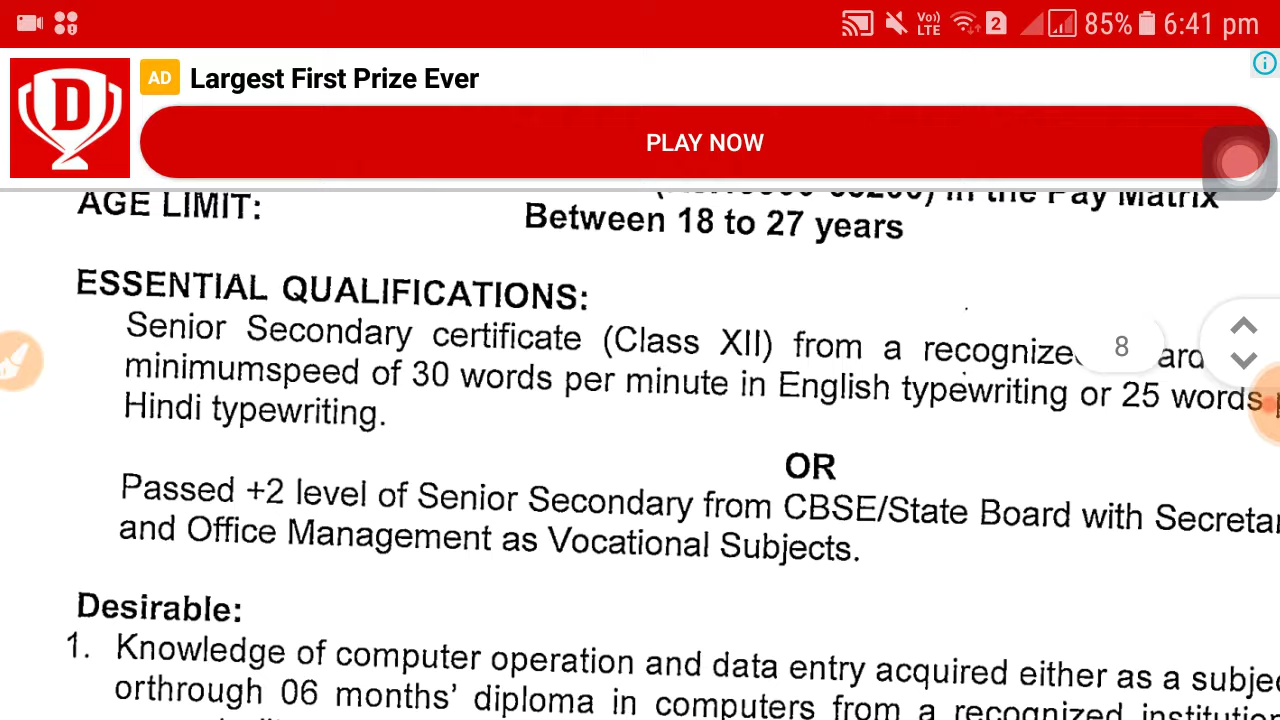 Vo)) LTE 2 85% 6:41 pm
D
AD Largest First Prize Ever
PLAY NOW
in the Pay Matrix
AGE LIMIT: Between 18 to 27 years
ESSENTIAL QUALIFICATIONS:
Senior Secondary certificate (Class XII) from a
8
minimumspeed of 30 words per minute in English typewriting or 25 words
Hindi typewriting.
OR
Passed +2 level of Senior Secondary from CBSE/State Board with
and Office Management as Vocational Subjects.
Desirable:
1. Knowledge of computer operation and data entry acquired either as a
orthrough 06 months' diploma in computers from a recognized